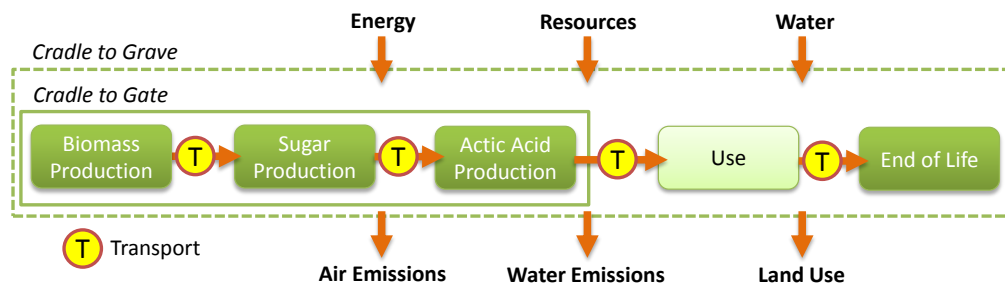 Energy Resources Water
Cradle to Grave
Cradle to Gate
Biomass
Production
T
Sugar
Production
T
Actic Acid
Production
T
Use
T
End of Life
T Transport
Air Emissions Water Emissions Land Use